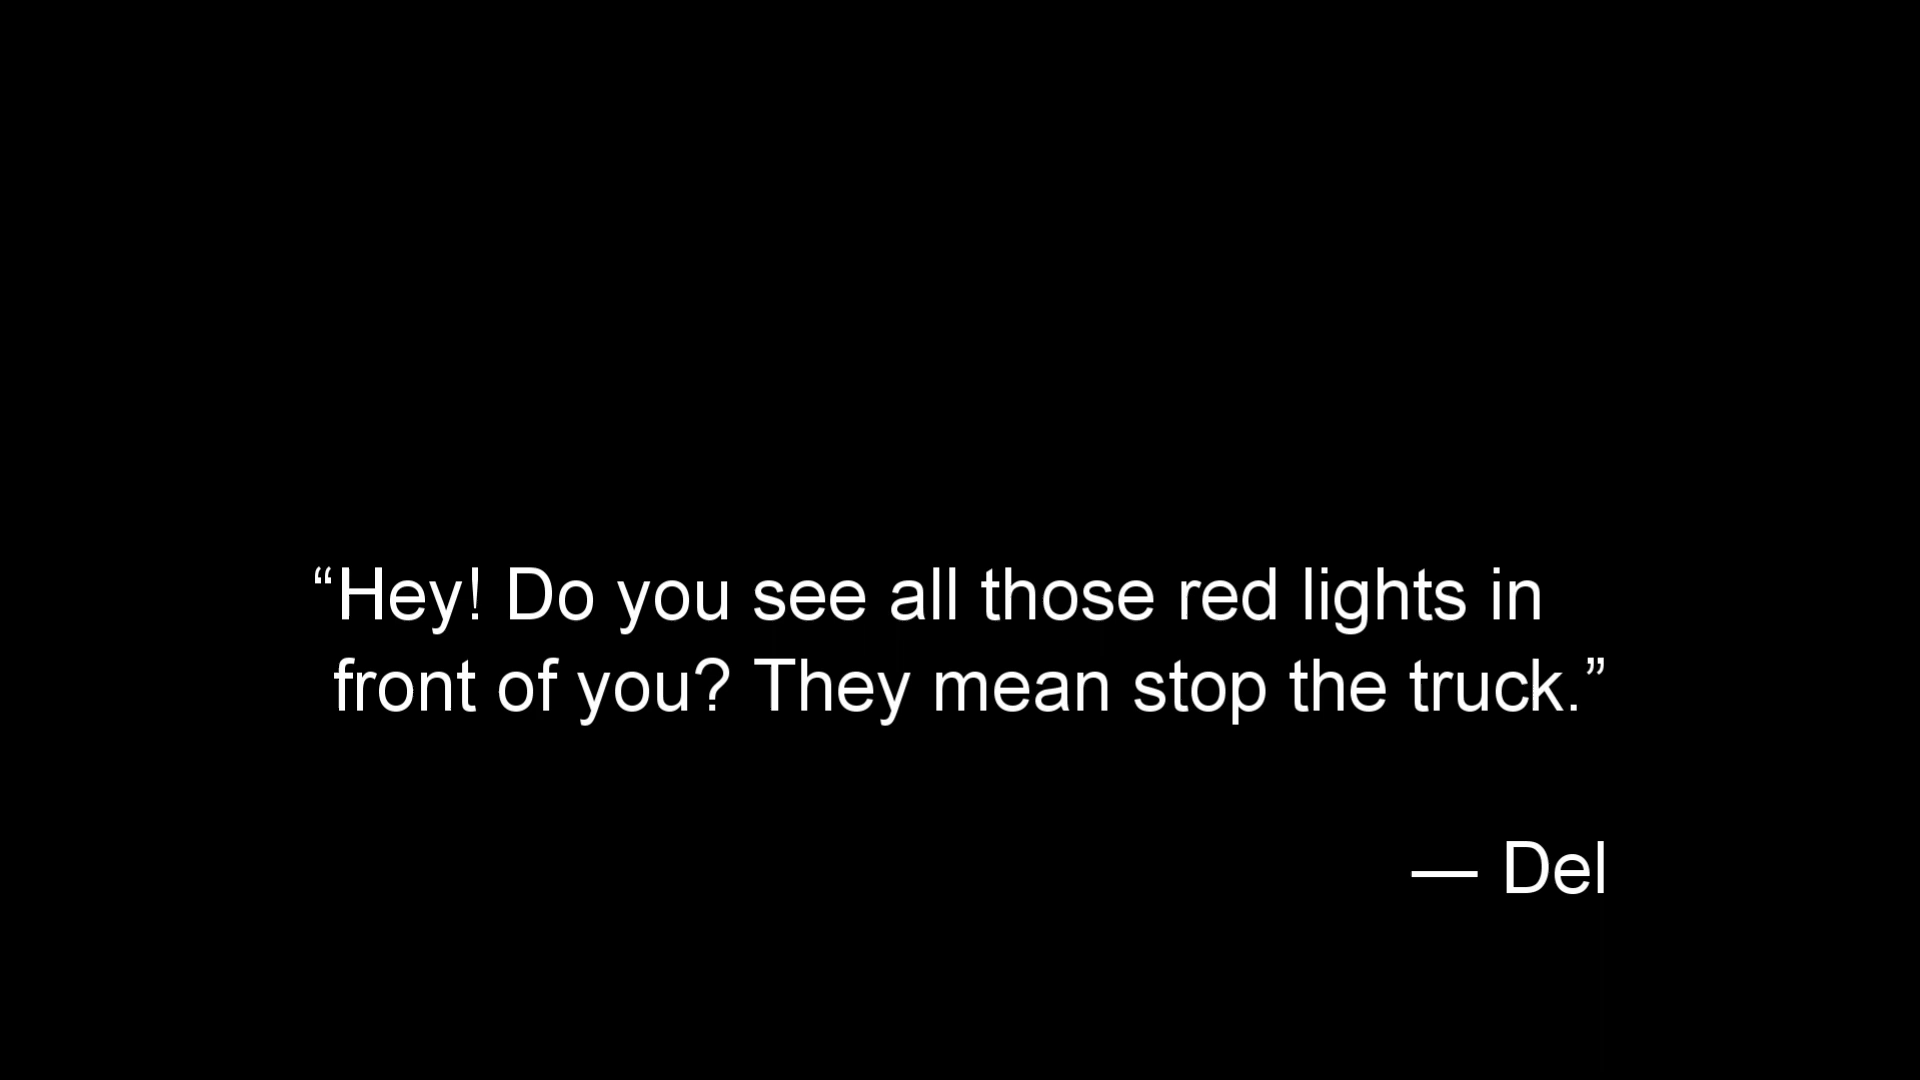 “Hey! Do you see all those red lights in
front of you? They mean stop the truck.”
— Del